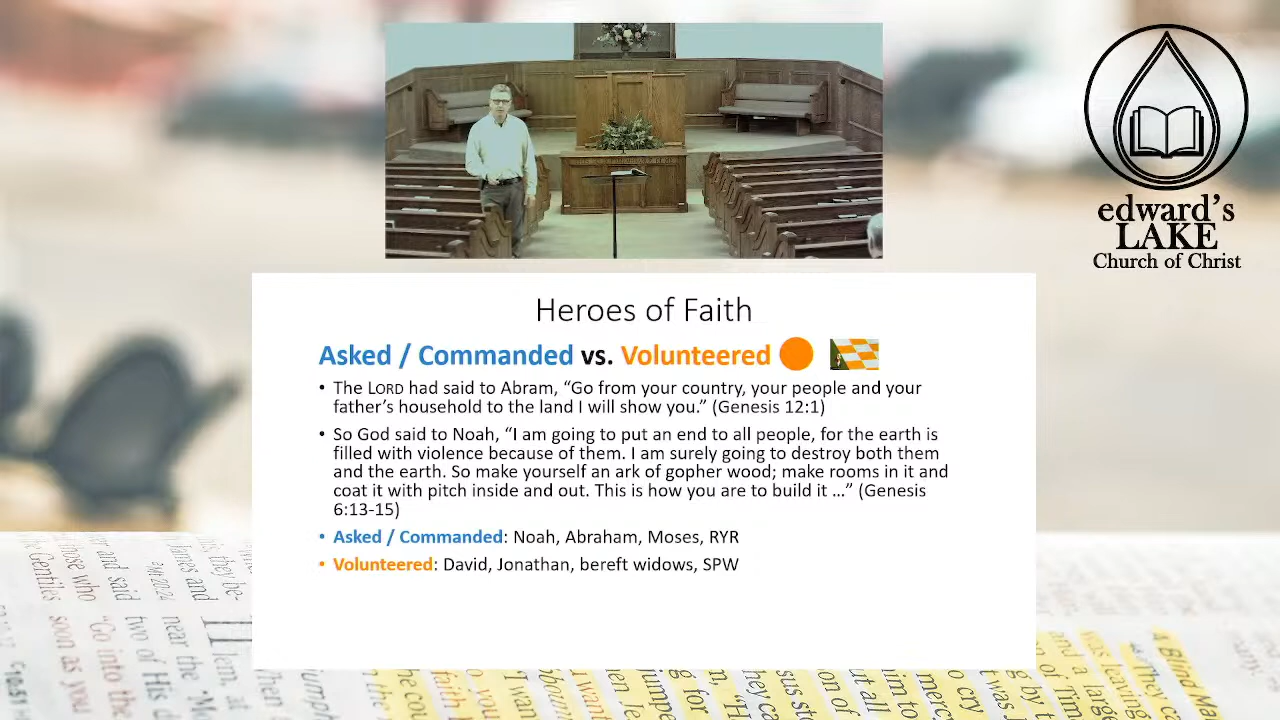 edward's
LAKE
Church of Christ
Heroes of Faith
Asked / Commanded vs. Volunteered
• The LORD had said to Abram, “Go from your country, your people and your
father’s household to the land I will show you.” (Genesis 12:1)
• So God said to Noah, “I am going to put an end to all people, for the earth is
filled with violence because of them. I am surely going to destroy both them
and the earth. So make yourself an ark of gopher wood; make rooms in it and
coat it with pitch inside and out. This is how you are to build it …” (Genesis
6:13-15)
• Asked / Commanded: Noah, Abraham, Moses, RYR
• Volunteered: David, Jonathan, bereft widows, SPW